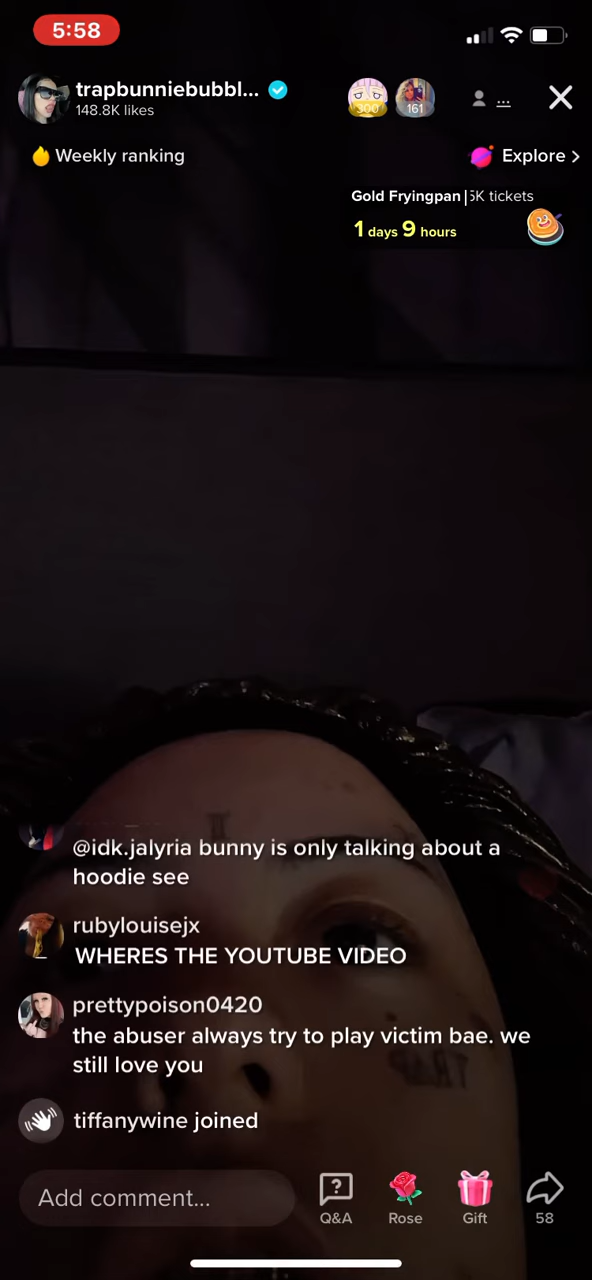 5:58
trapbunniebubbl...
148.8K likes
300
161
...
Weekly ranking
Explore >
Gold Fryingpan
5K tickets
1 days 9 hours
@idk.jalyria bunny is only talking about a
hoodie see
rubylouisejx
WHERES THE YOUTUBE VIDEO
prettypoison0420
the abuser always try to play victim bae. we
still love you
tiffanywine joined
Add comment...
?
Q&A
Rose
Gift
58
TRAP